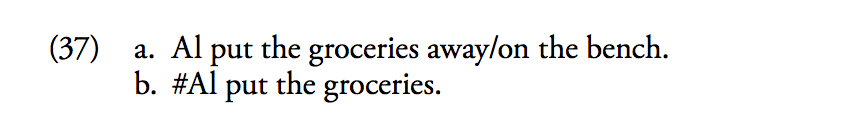 (37) a. Al put the groceries away/on the bench.
b. #Al put the groceries.